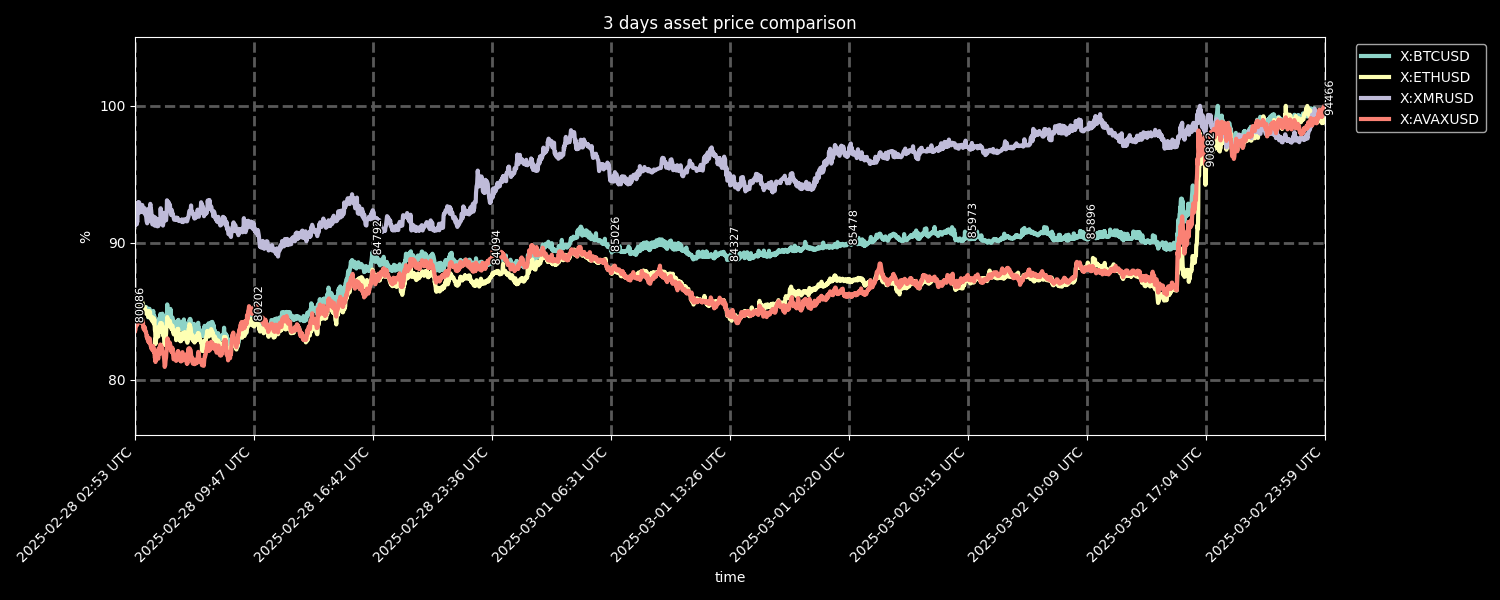 3 days asset price comparison
X:BTCUSD
X:ETHUSD
X:XMRUSD
X:AVAXUSD
%
100
90
80
80086
80202
84792
84094
85026
84327
85478
85973
85896
90882
94466
2025-02-28 02:53 UTC
2025-02-28 09:47 UTC
2025-02-28 16:42 UTC
2025-02-28 23:36 UTC
2025-03-01 06:31 UTC
2025-03-01 13:26 UTC
2025-03-01 20:20 UTC
2025-03-02 03:15 UTC
2025-03-02 10:09 UTC
2025-03-02 17:04 UTC
2025-03-02 23:59 UTC
time